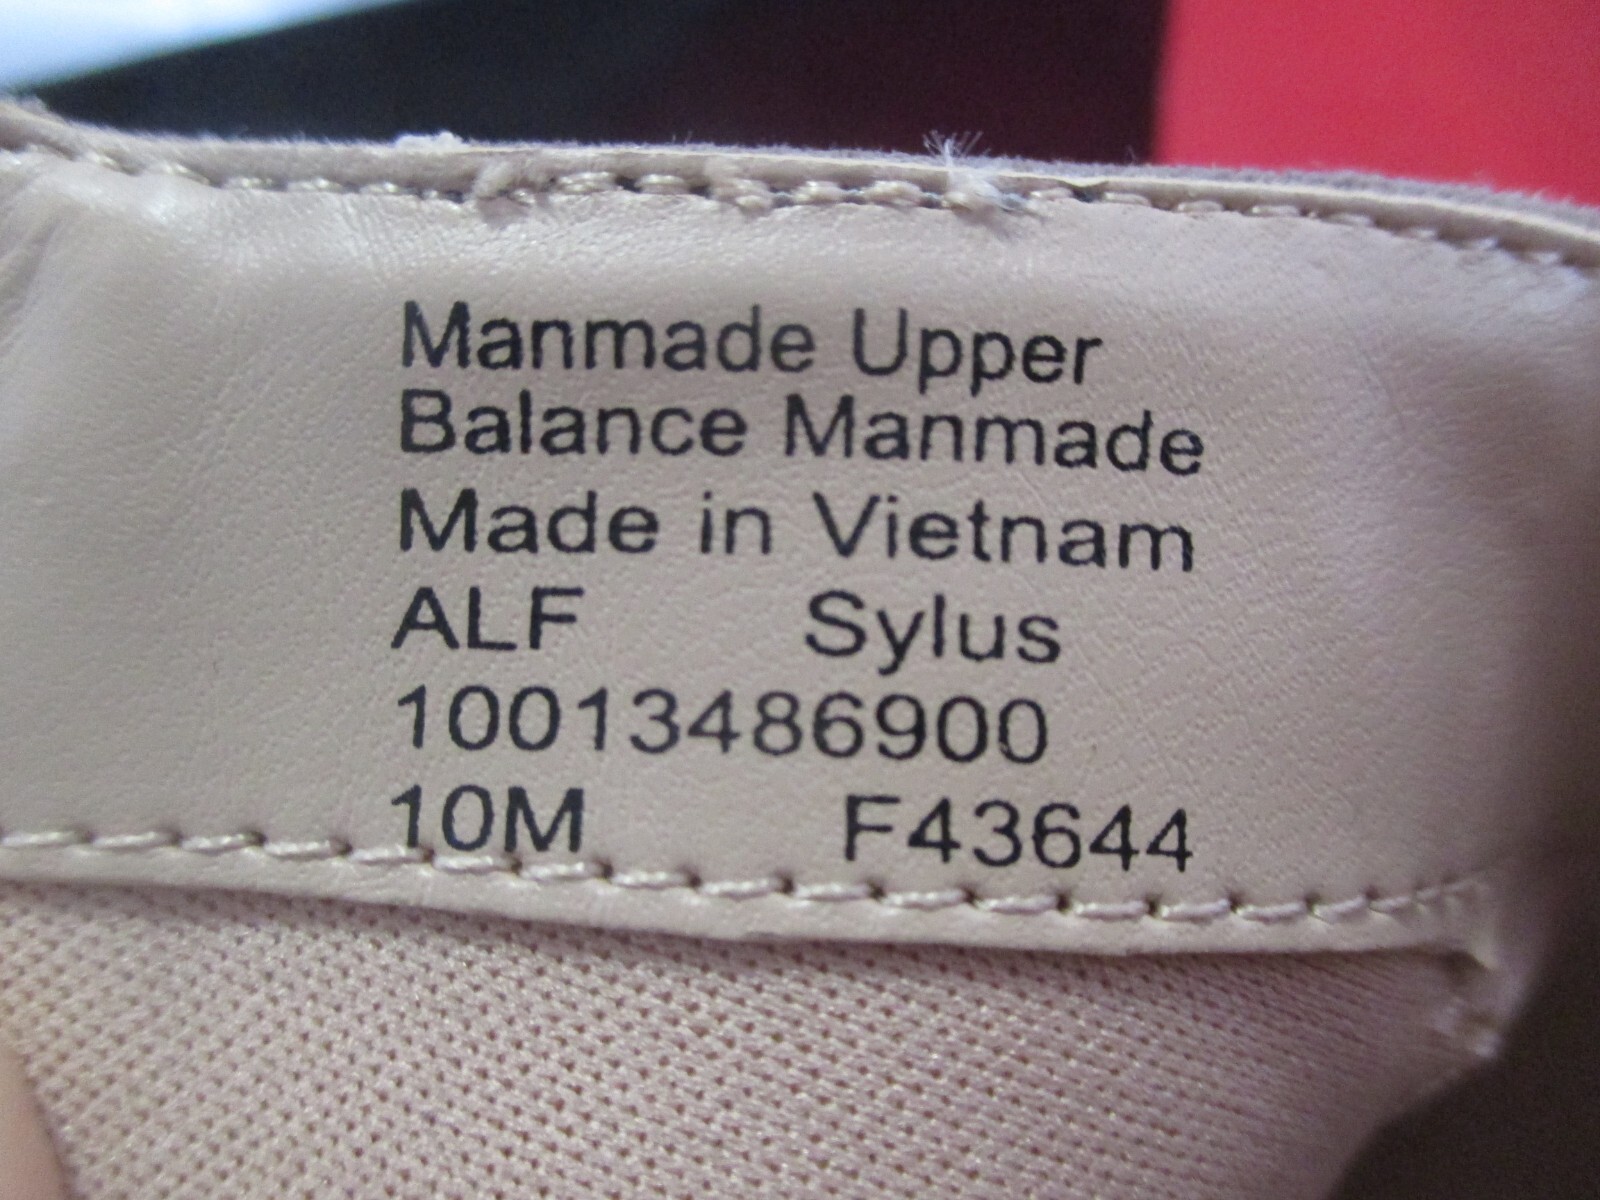 Manmade Upper
Balance Manmade
Made in Vietnam
ALF Sylus
10013486900
10M F43644